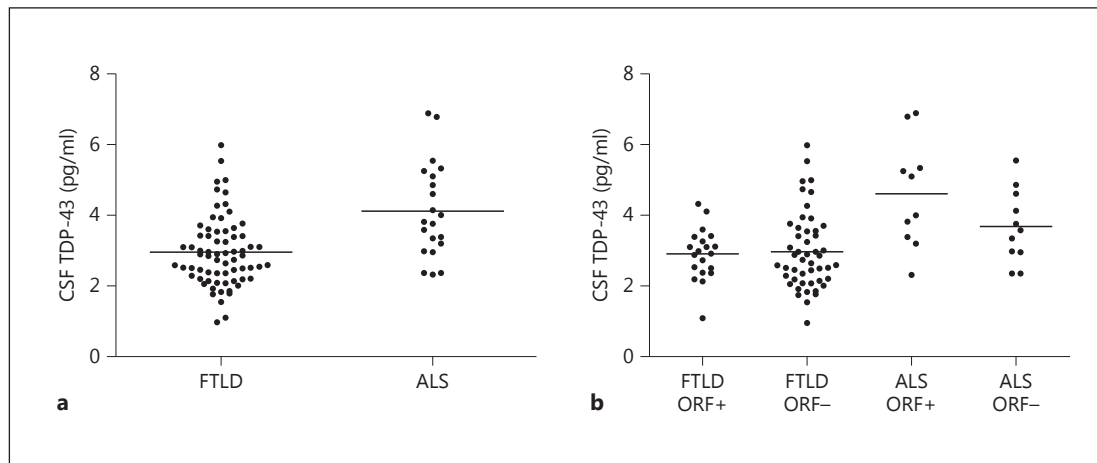 CSF TDP-43 (pg/ml)
8
6
4
2
0
FTLD
ALS
a
CSF TDP-43 (pg/ml)
8
6
4
2
0
FTLD
ORF+
FTLD
ORF–
ALS
ORF+
ALS
ORF–
b